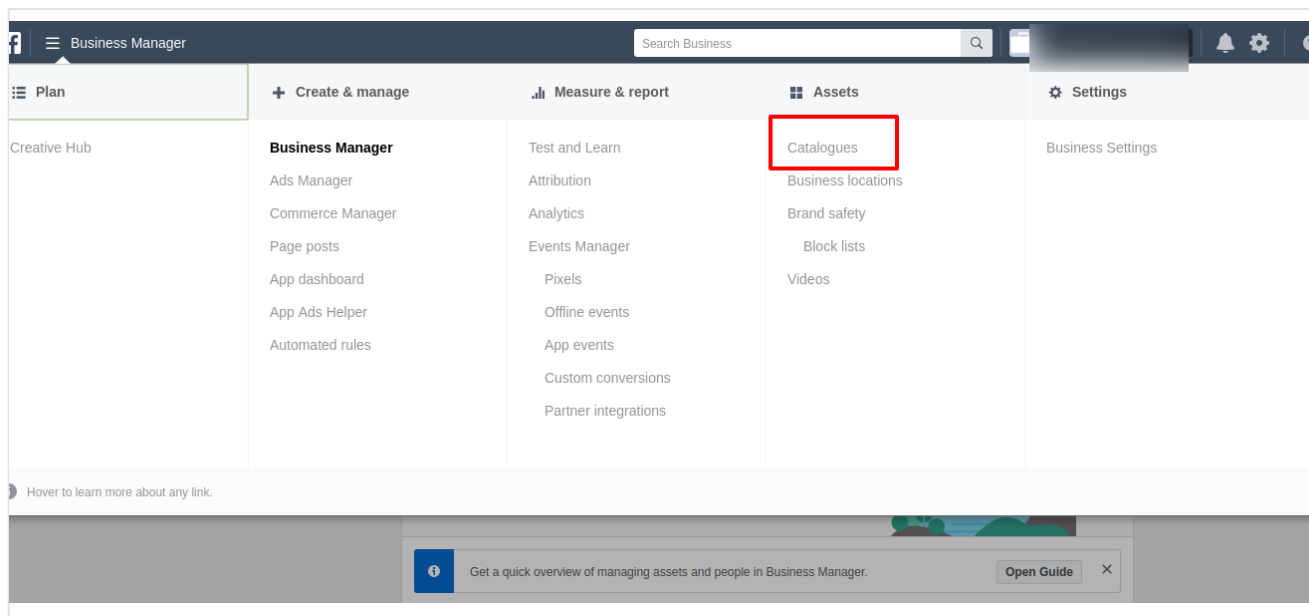 Business Manager
Search Business
Plan
Create & manage
Measure & report
Assets
Settings
Creative Hub
Business Manager
Ads Manager
Commerce Manager
Page posts
App dashboard
App Ads Helper
Automated rules
Test and Learn
Attribution
Analytics
Events Manager
Pixels
Offline events
App events
Custom conversions
Partner integrations
Catalogues
Business locations
Brand safety
Block lists
Videos
Business Settings
Hover to learn more about any link.
Get a quick overview of managing assets and people in Business Manager.
Open Guide